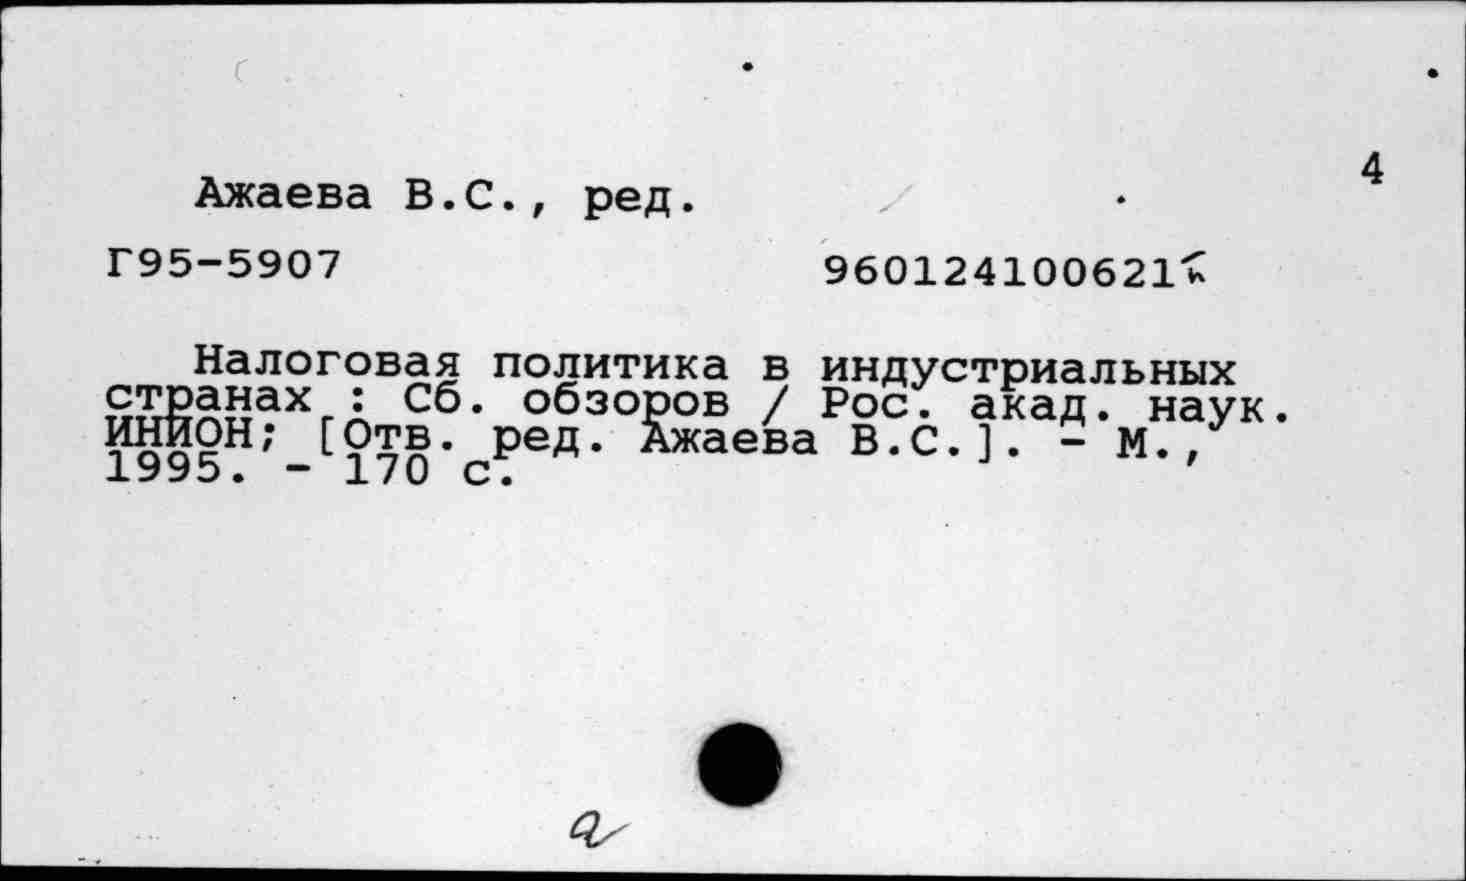 4
Ажаева В.С., ред.
Г95-5907 960124100621
Налоговая политика в индустриальных
странах : Сб. обзоров / Рос. акад. наук.
ИНИОН; [Отв. ред. Ажаева В.С.]. - М.,
1995. - 170 с.